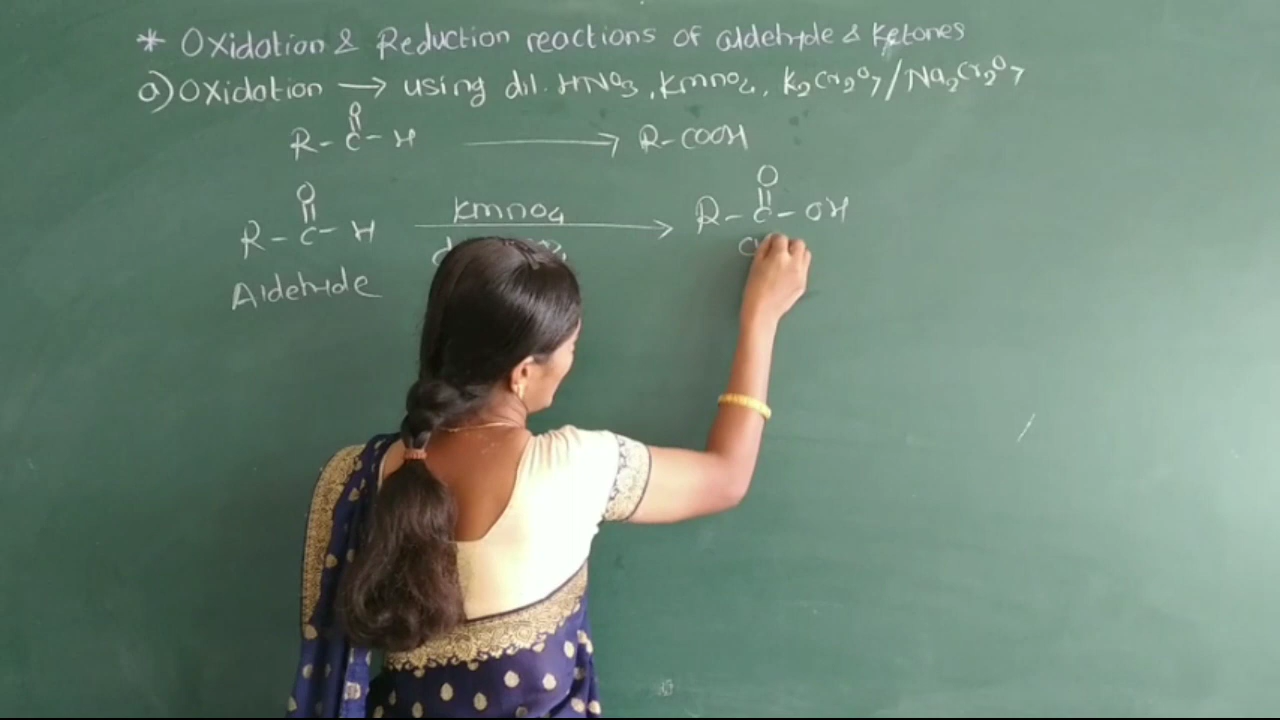 * Oxidation & Reduction reactions of aldehyde & Ketones
a) Oxidation → using dil. HNO3, Kmno4, K2Cr2O7/Na2Cr2O7
O
||
R - C - H → R-COOH
O O
|| ||
R - C - H Kmno4 → R - C - OH
Aldehyde